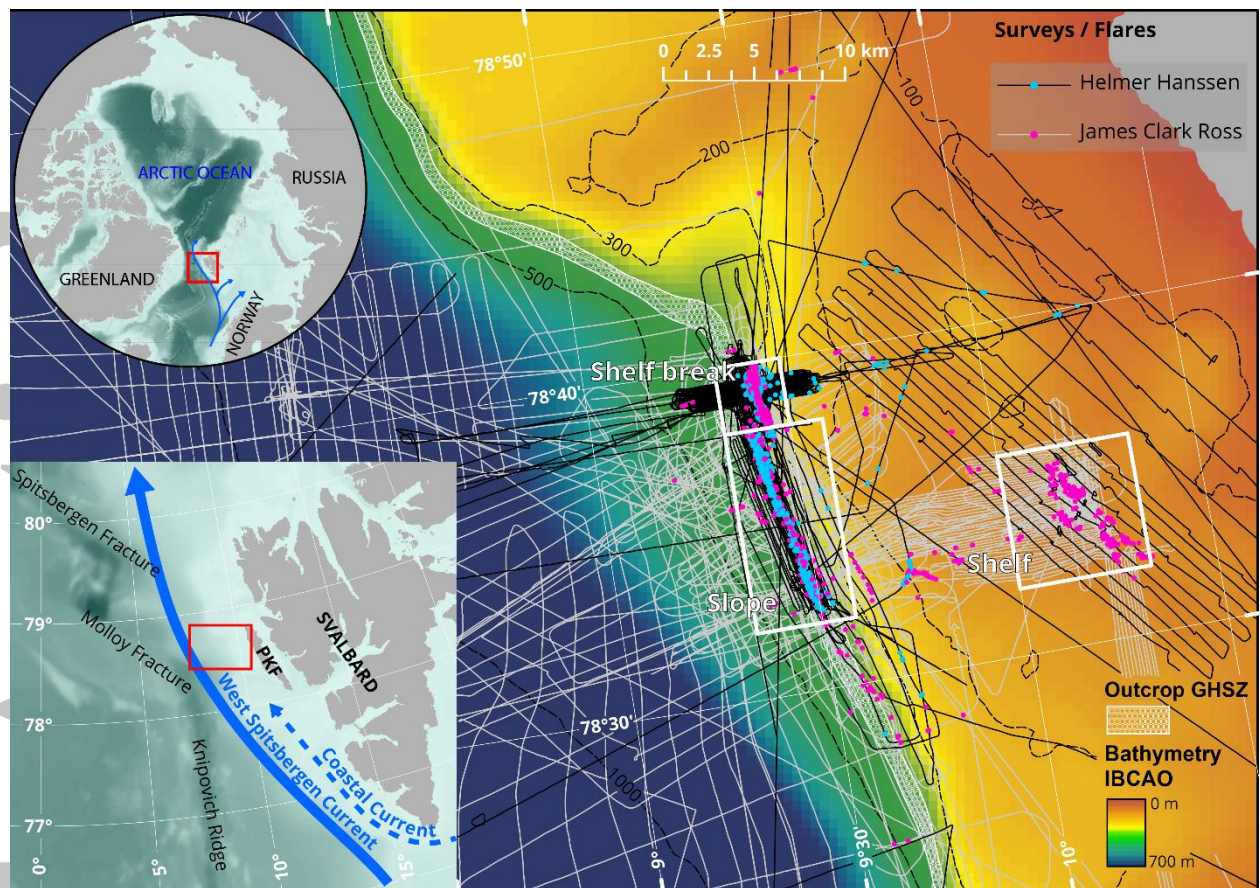 Surveys / Flares
Helmer Hanssen
James Clark Ross
0 2.5 5 10 km
78°50'
100
200
300
500
ARCTIC OCEAN
RUSSIA
GREENLAND
NORWAY
Shelf break
78°40'
Shelf
Slope
78°30'
1000
9°
9°30'
10°
Outcrop GHSZ
Bathymetry
IBCAO
0 m
700 m
Spitsbergen Fracture
80°
79°
Molloy Fracture
78°
77°
PKF
SVALBARD
West Spitsbergen Current
Coastal Current
Knipovich Ridge
0°
5°
10°
15°